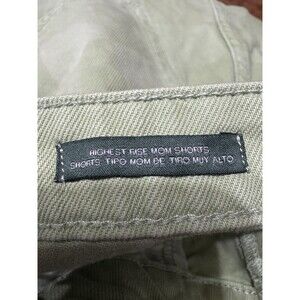 HIGHEST RISE MOM SHORTS
SHORTS TIPO MOM DE TIRO MUY ALTO